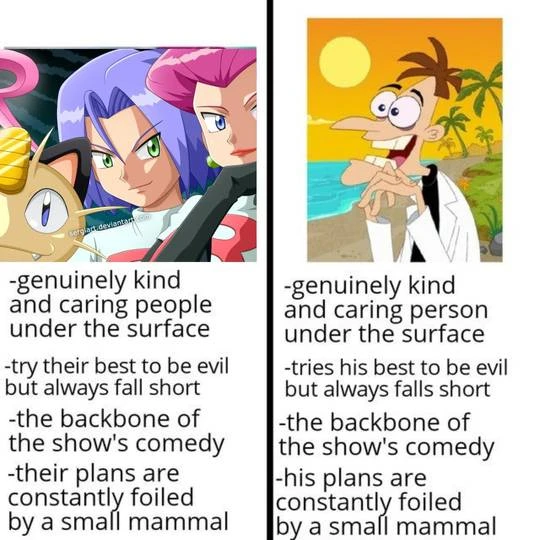 sergiart.deviantart.com
-genuinely kind
and caring people
under the surface
-try their best to be evil
but always fall short
-the backbone of
the show's comedy
-their plans are
constantly foiled
by a small mammal
-genuinely kind
and caring person
under the surface
-tries his best to be evil
but always falls short
-the backbone of
the show's comedy
-his plans are
constantly foiled
by a small mammal